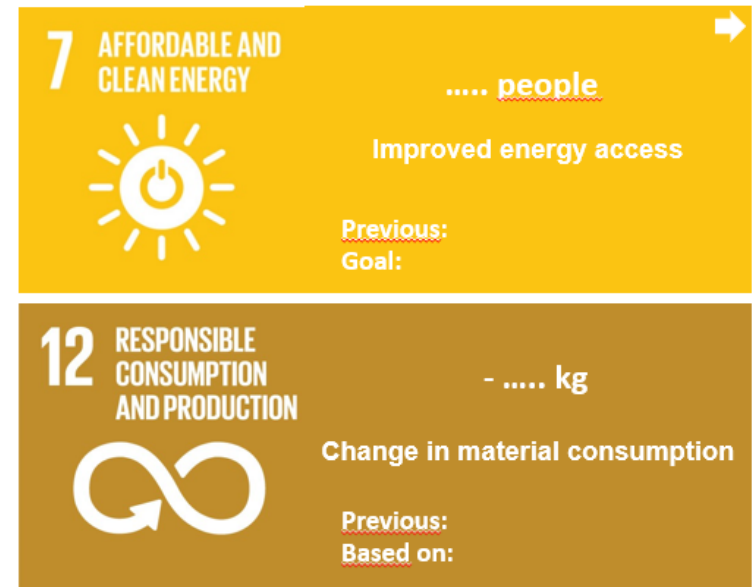 7 AFFORDABLE AND
CLEAN ENERGY
..... people
Improved energy access
Previous:
Goal:
12 RESPONSIBLE
CONSUMPTION
AND PRODUCTION
- ..... kg
Change in material consumption
Previous:
Based on: